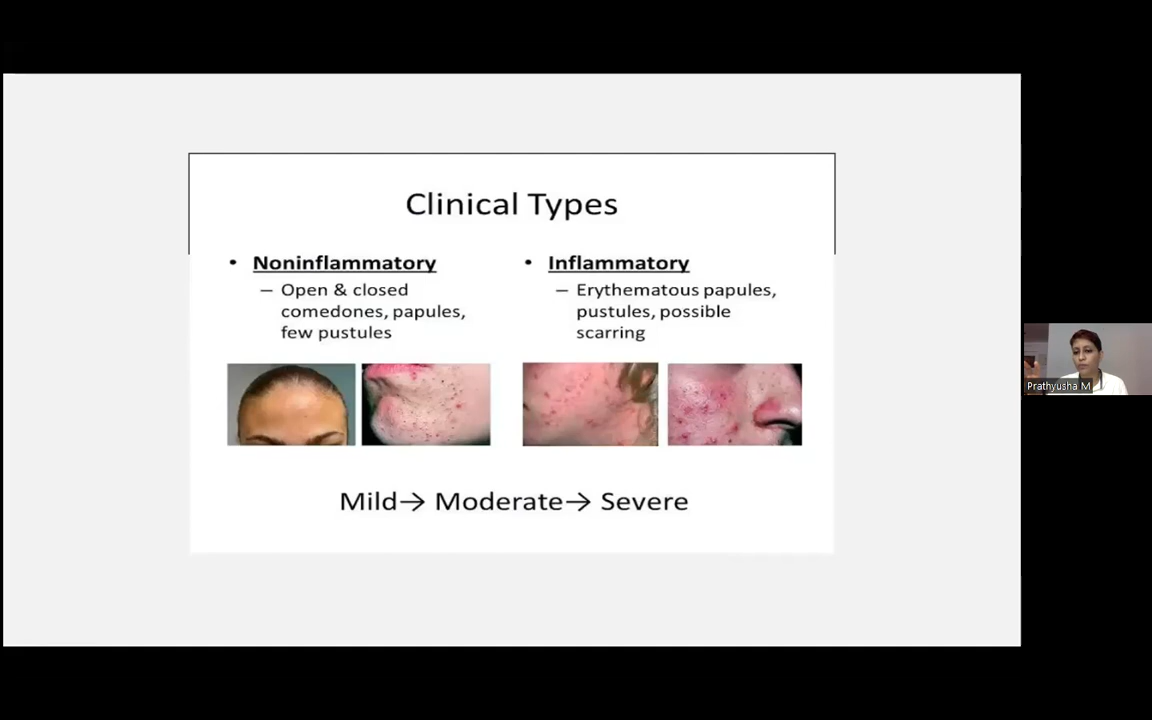 Clinical Types
• Noninflammatory
– Open & closed
comedones, papules,
few pustules
• Inflammatory
– Erythematous papules,
pustules, possible
scarring
Mild→ Moderate→ Severe
Prathyusha M